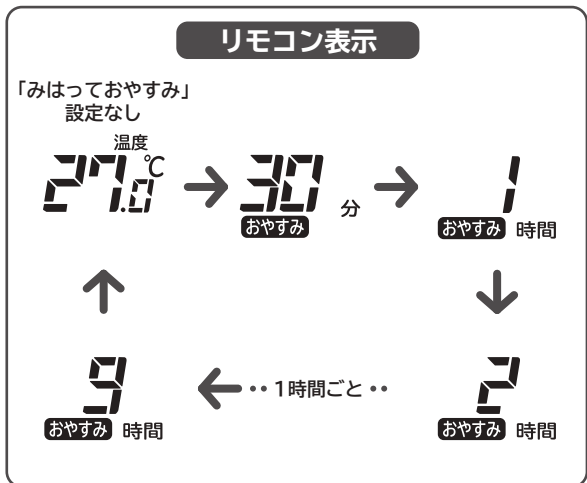 リモコン表示
「みはっておやすみ」
設定なし
温度
27.0℃
30
おやすみ
分
1
おやすみ 時間
2
おやすみ 時間
‥1時間ごと‥
9
おやすみ 時間